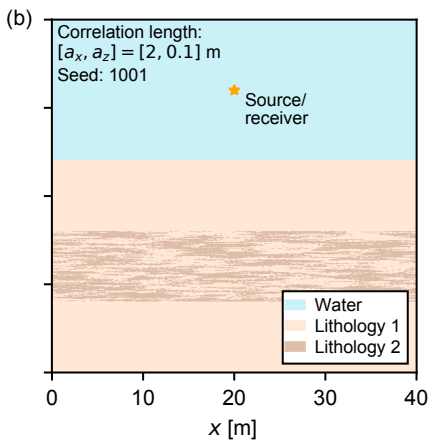 (b)
Correlation length:
[aₓ, a_z] = [2, 0.1] m
Seed: 1001
Source/
receiver
Water
Lithology 1
Lithology 2
0 10 20 30 40
x [m]